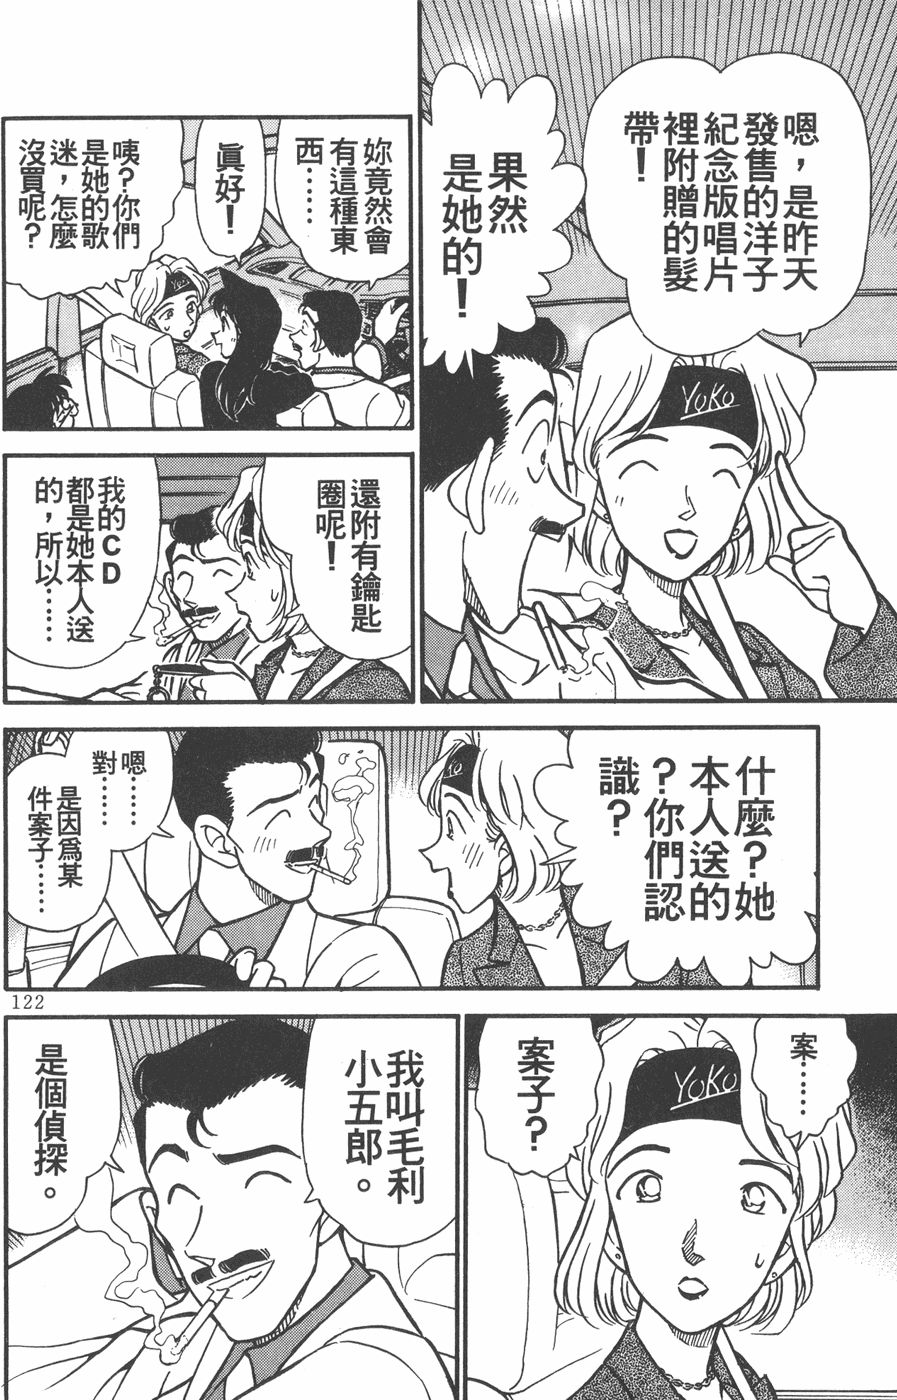 嗯，是昨天
發售的洋子
紀念版唱片
裡附贈的髮
帶！
YoKo
果然
是她的！
妳竟然會
有這種東
西……
真好！
咦？你們
是她的歌
迷，怎麼
沒買呢？
還附有鑰匙
圈呢！
我的CD
都是她本人送
的，所以……
什麼？她
本人送的
？你們認
識？
YoKo
嗯……
對……
是因為某
件案子……
122
案……
案子？
YoKo
我叫毛利
小五郎。
是個偵探。